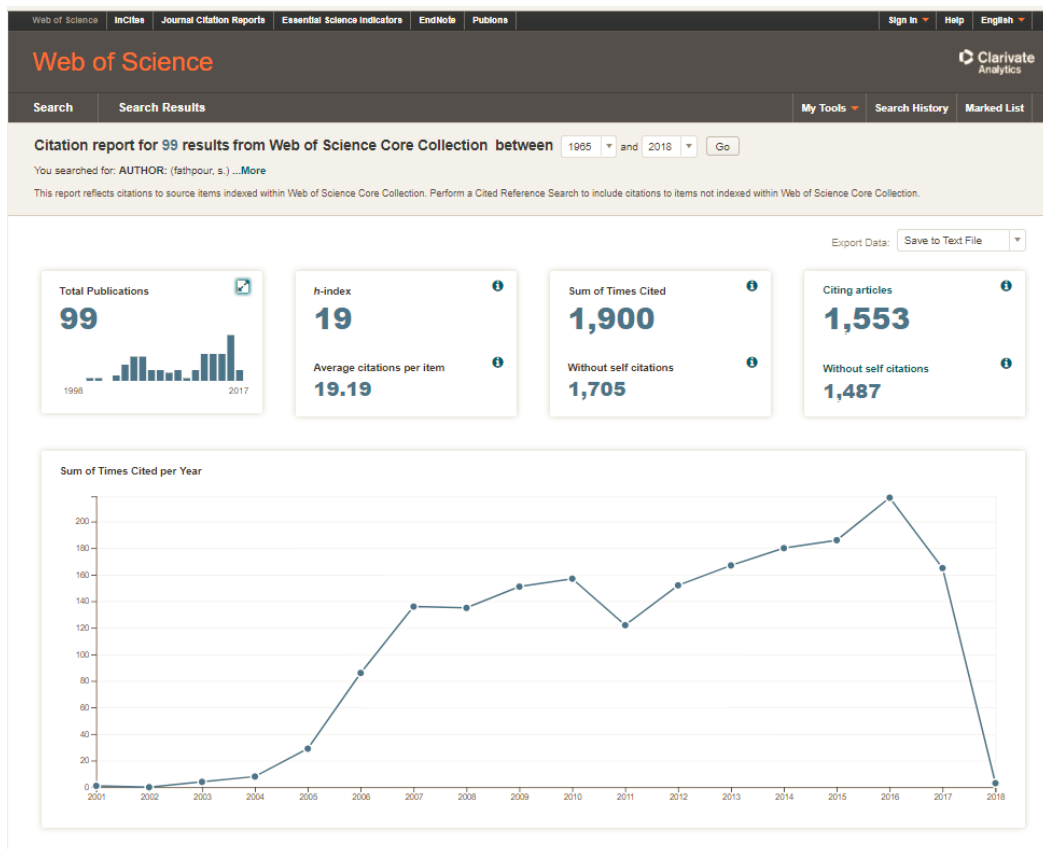 Web of Science InCites Journal Citation Reports Essential Science Indicators EndNote Publons Sign In Help English
Web of Science
Clarivate
Analytics
Search Search Results My Tools Search History Marked List
Citation report for 99 results from Web of Science Core Collection between 1965 and 2018 Go
You searched for: AUTHOR: (fathpour, s.) ...More
This report reflects citations to source items indexed within Web of Science Core Collection. Perform a Cited Reference Search to include citations to items not indexed within Web of Science Core Collection.
Export Data: Save to Text File
Total Publications
99
1998 2017
h-index
19
Average citations per item
19.19
Sum of Times Cited
1,900
Without self citations
1,705
Citing articles
1,553
Without self citations
1,487
Sum of Times Cited per Year
200
180
160
140
120
100
80
60
40
20
0
2001 2002 2003 2004 2005 2006 2007 2008 2009 2010 2011 2012 2013 2014 2015 2016 2017 2018